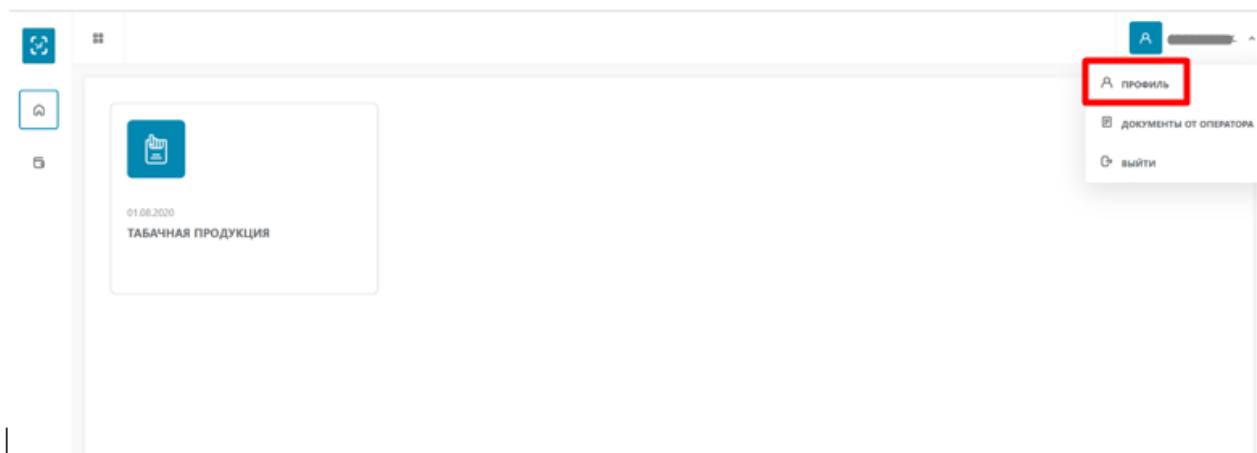 ПРОФИЛЬ
ДОКУМЕНТЫ ОТ ОПЕРАТОРА
ВЫЙТИ
01.08.2020
ТАБАЧНАЯ ПРОДУКЦИЯ